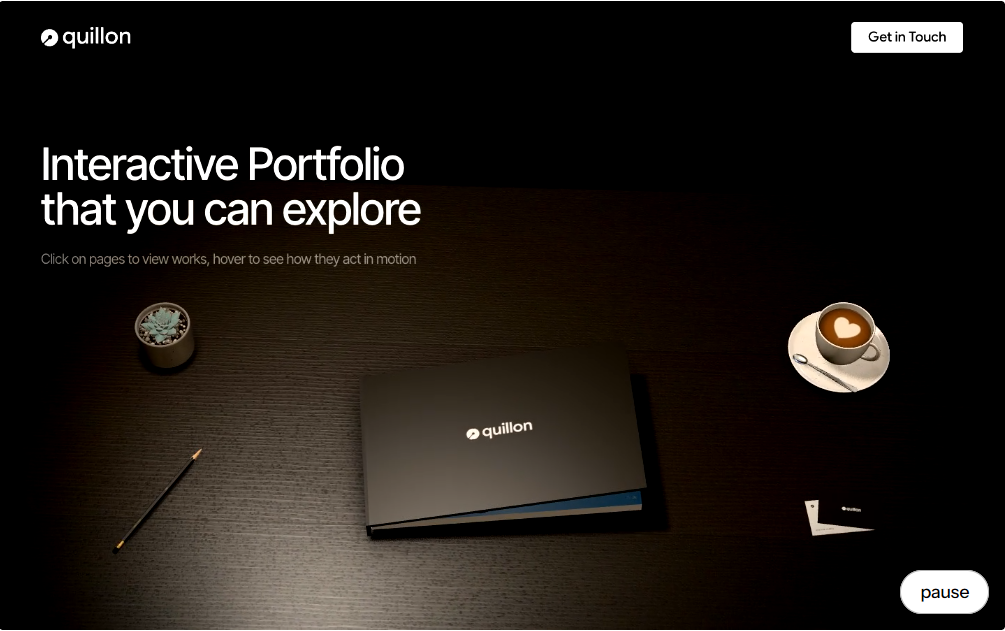 quillon
Get in Touch
Interactive Portfolio
that you can explore
Click on pages to view works, hover to see how they act in motion
quillon
quillon
pause